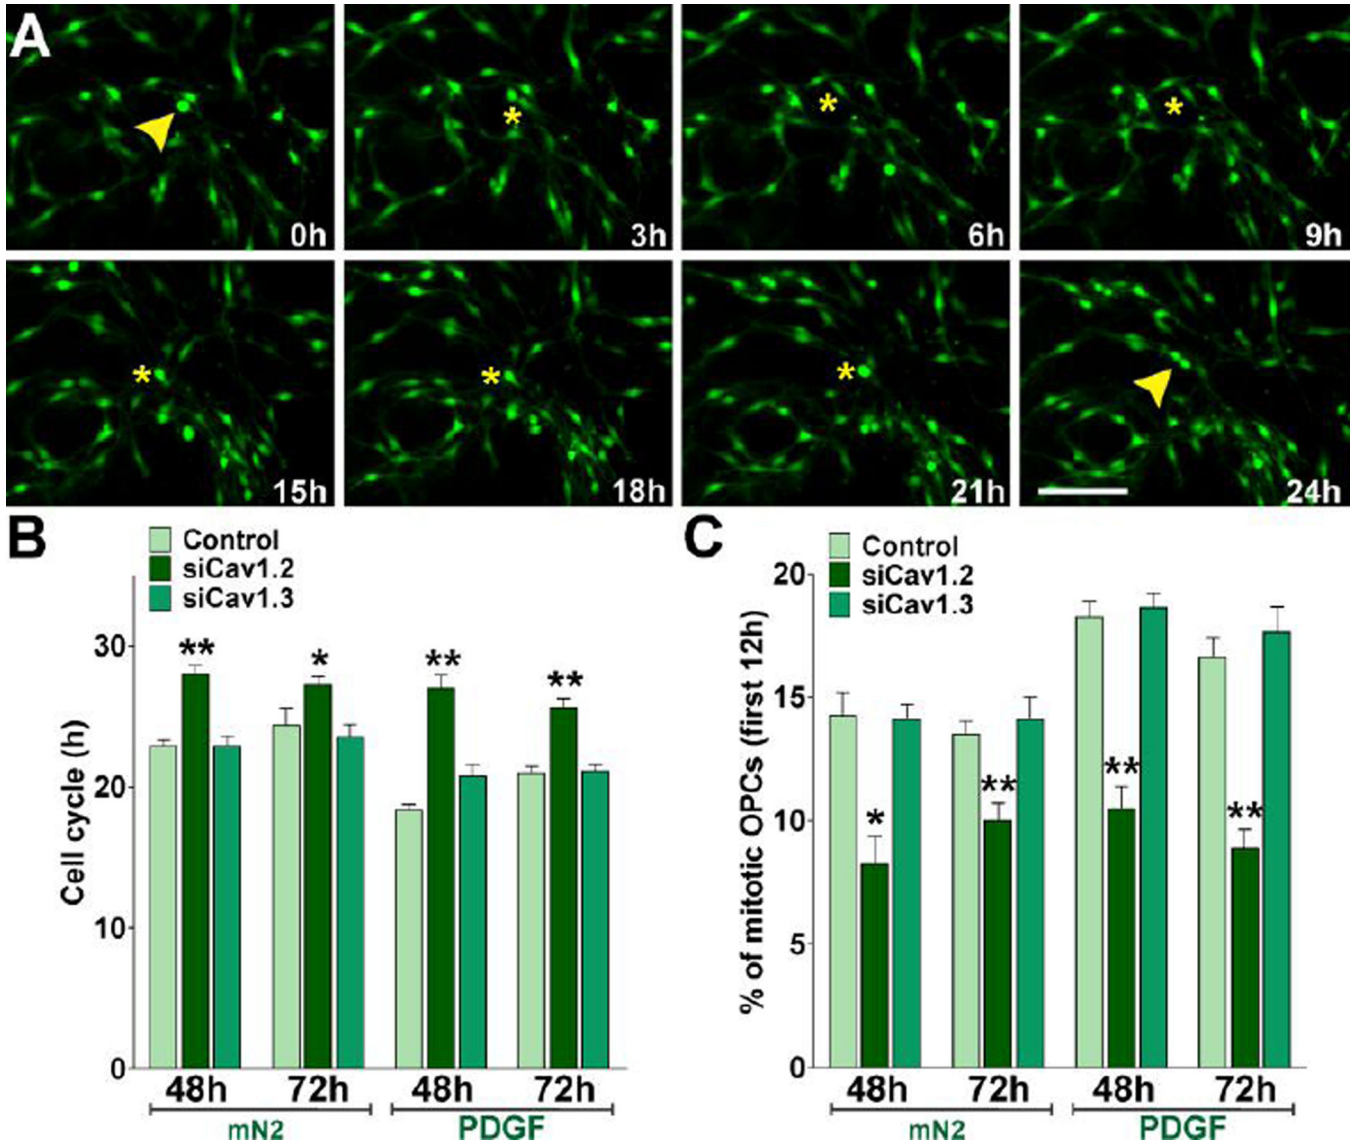 A
0h
3h
6h
9h
*
*
*
15h
18h
21h
24h
*
*
*
B
Control
siCav1.2
siCav1.3
Cell cycle (h)
30
20
10
0
**
*
**
**
48h 72h 48h 72h
mN2 PDGF
C
Control
siCav1.2
siCav1.3
% of mitotic OPCs (first 12h)
20
15
10
5
0
*
**
**
**
48h 72h 48h 72h
mN2 PDGF